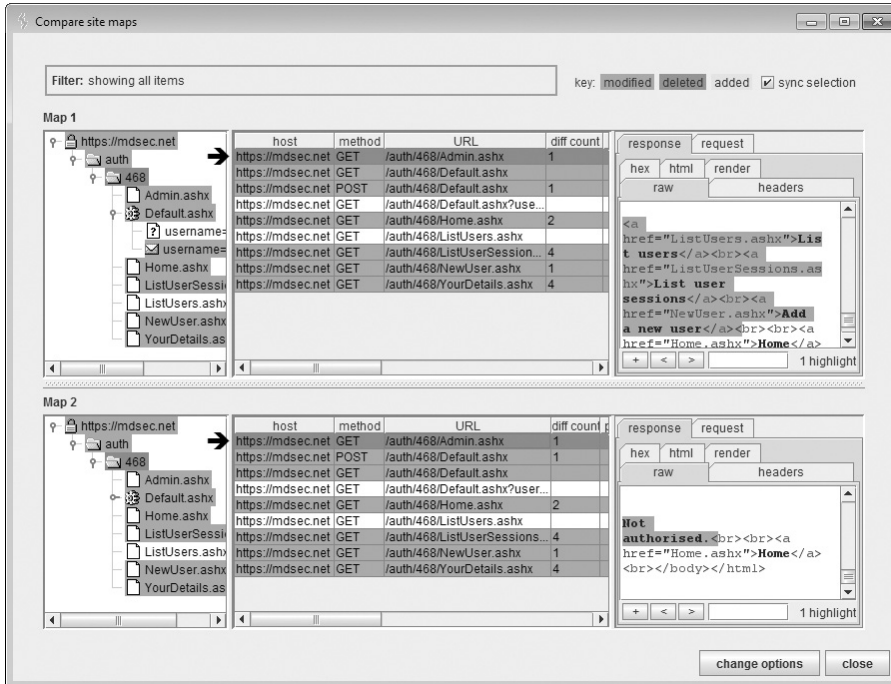 Compare site maps
Filter: showing all items
key: modified deleted added sync selection
Map 1
https://mdsec.net
auth
468
Admin.ashx
Default.ashx
username=
username=
Home.ashx
ListUserSessi
ListUsers.ashx
NewUser.ashx
YourDetails.as
host method URL diff count
https://mdsec.net GET /auth/468/Admin.ashx 1
https://mdsec.net GET /auth/468/Default.ashx
https://mdsec.net POST /auth/468/Default.ashx 1
https://mdsec.net GET /auth/468/Default.ashx?use...
https://mdsec.net GET /auth/468/Home.ashx 2
https://mdsec.net GET /auth/468/ListUsers.ashx
https://mdsec.net GET /auth/468/ListUserSession... 4
https://mdsec.net GET /auth/468/NewUser.ashx 1
https://mdsec.net GET /auth/468/YourDetails.ashx 4
response request
hex html render
raw headers
<a
href="ListUsers.ashx">Lis
t users</a><br><a
href="ListUserSessions.as
hx">List user
sessions</a><br><a
href="NewUser.ashx">Add
a new user</a><br><br><a
href="Home.ashx">Home</a>
+ < > 1 highlight
Map 2
https://mdsec.net
auth
468
Admin.ashx
Default.ashx
Home.ashx
ListUserSessi
ListUsers.ashx
NewUser.ashx
YourDetails.as
host method URL diff count p
https://mdsec.net GET /auth/468/Admin.ashx 1
https://mdsec.net POST /auth/468/Default.ashx 1
https://mdsec.net GET /auth/468/Default.ashx
https://mdsec.net GET /auth/468/Default.ashx?user...
https://mdsec.net GET /auth/468/Home.ashx 2
https://mdsec.net GET /auth/468/ListUsers.ashx
https://mdsec.net GET /auth/468/ListUserSessions... 4
https://mdsec.net GET /auth/468/NewUser.ashx 1
https://mdsec.net GET /auth/468/YourDetails.ashx 4
response request
hex html render
raw headers
Not
authorised.<br><br><a
href="Home.ashx">Home</a>
<br></body></html>
+ < > 1 highlight
change options close